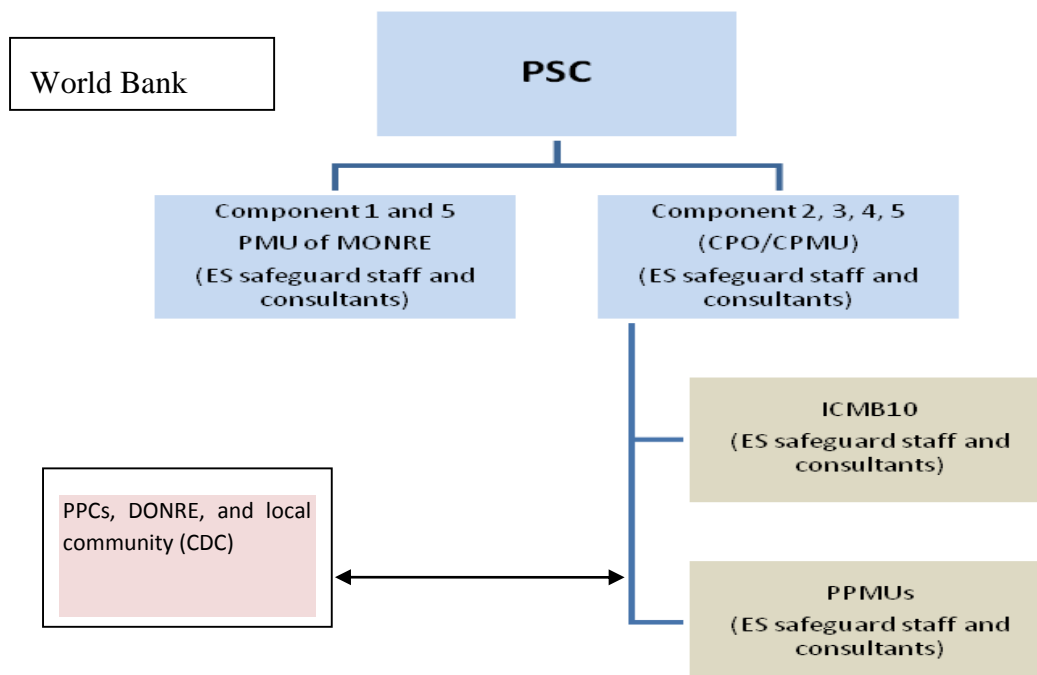 World Bank
PSC
Component 1 and 5
PMU of MONRE
(ES safeguard staff and
consultants)
Component 2, 3, 4, 5
(CPO/CPMU)
(ES safeguard staff and
consultants)
ICMB10
(ES safeguard staff and
consultants)
PPCs, DONRE, and local
community (CDC)
PPMUs
(ES safeguard staff and
consultants)